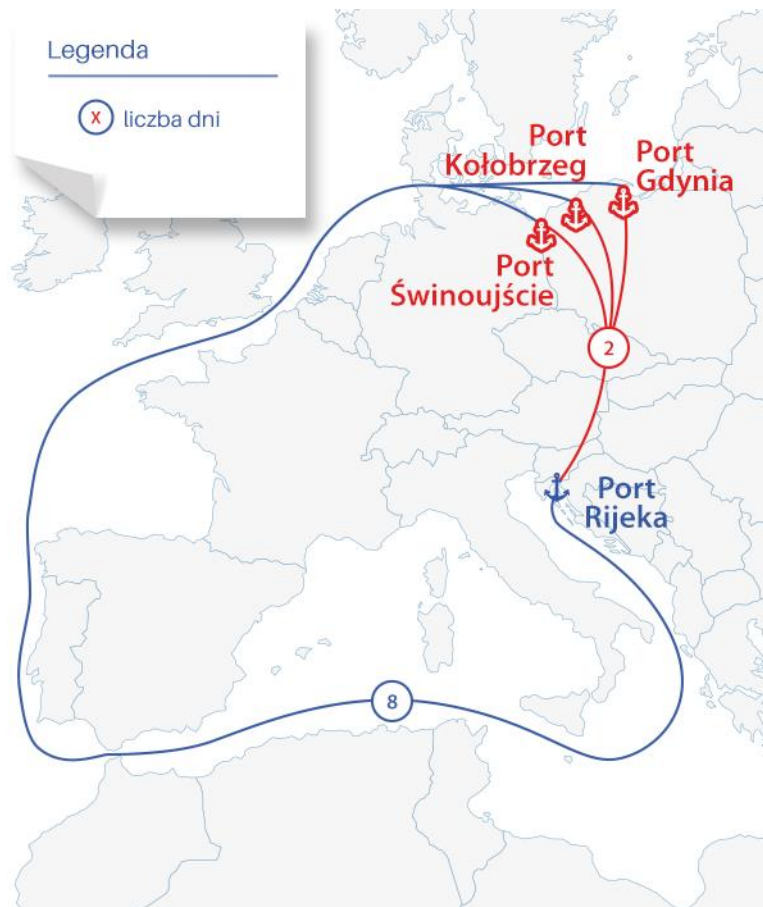 Legenda
x liczba dni
Port
Kołobrzeg
Port
Gdynia
Port
Świnoujście
2
Port
Rijeka
8